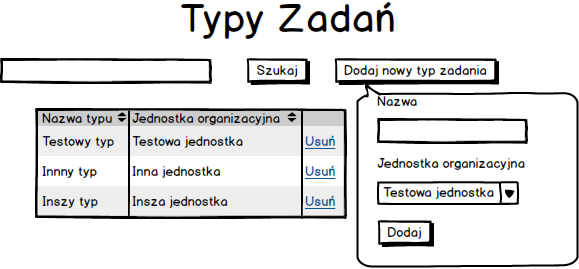 Typy Zadań
Szukaj
Dodaj nowy typ zadania
Nazwa typu Jednostka organizacyjna
Testowy typ Testowa jednostka Usuń
Innny typ Inna jednostka Usuń
Inszy typ Insza jednostka Usuń
Nazwa
Jednostka organizacyjna
Testowa jednostka
Dodaj